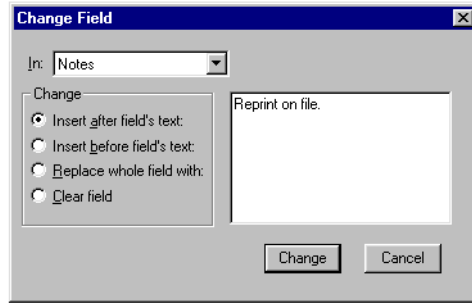 Change Field
In: Notes
Change
Insert after field's text:
Insert before field's text:
Replace whole field with:
Clear field
Reprint on file.
Change Cancel